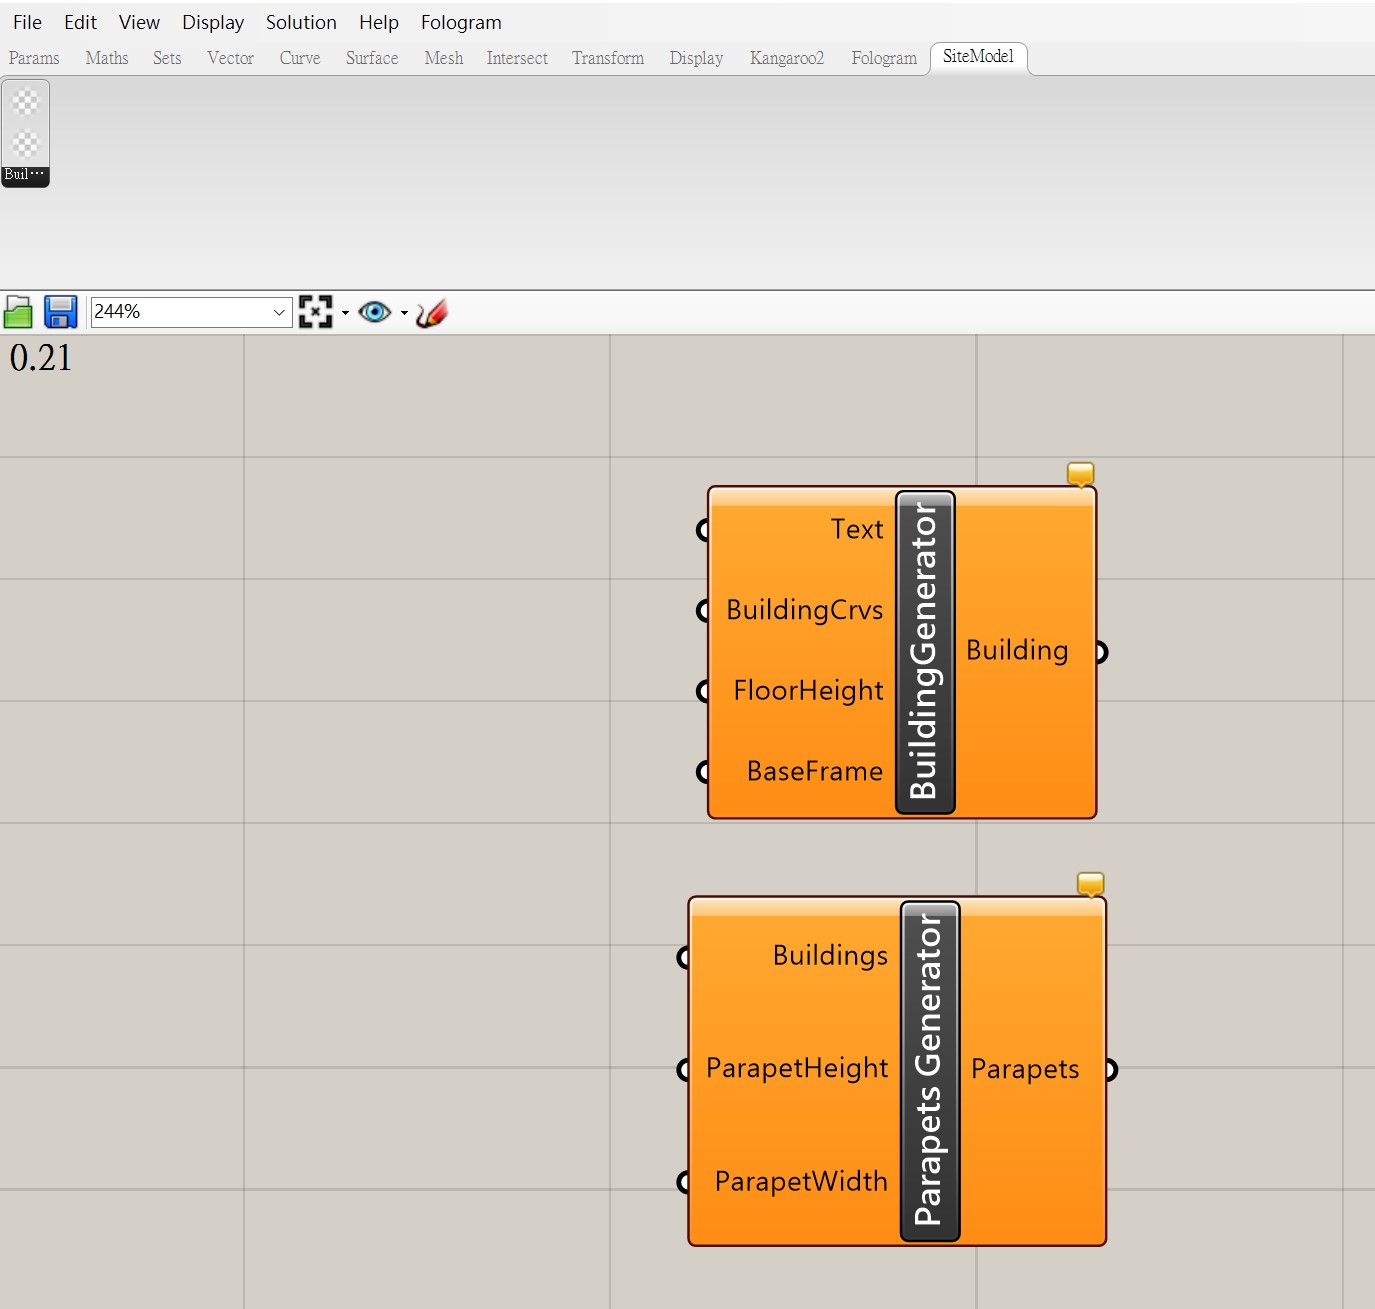 File Edit View Display Solution Help Fologram
Params Maths Sets Vector Curve Surface Mesh Intersect Transform Display Kangaroo2 Fologram SiteModel
Buil···
244%
0.21
Text
BuildingCrvs
FloorHeight
BaseFrame
BuildingGenerator
Building
Buildings
ParapetHeight
ParapetWidth
Parapets Generator
Parapets